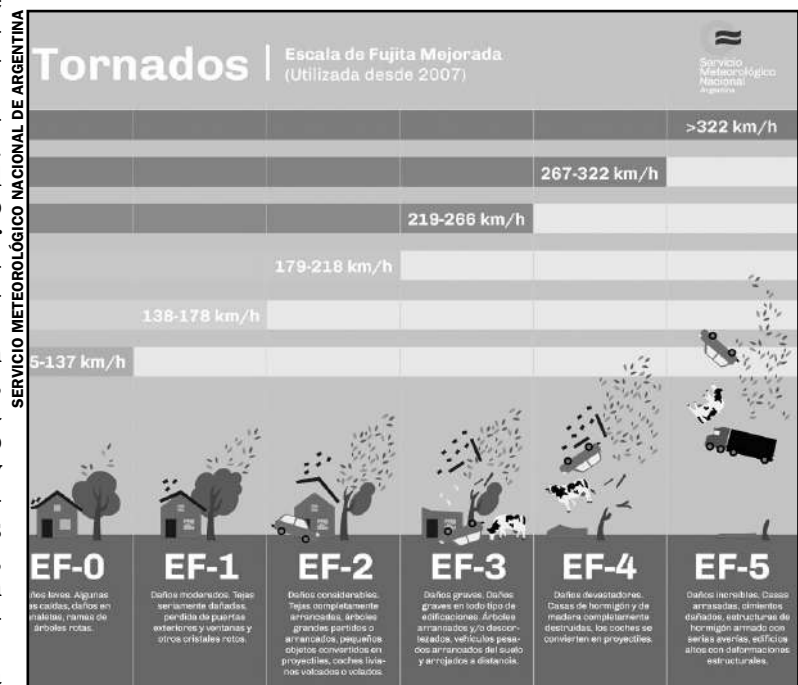 SERVICIO METEOROLÓGICO NACIONAL DE ARGENTINA
Tornados
Escala de Fujita Mejorada
(Utilizada desde 2007)
Servicio
Meteorológico
Nacional
Argentina
>322 km/h
267-322 km/h
219-266 km/h
179-218 km/h
138-178 km/h
5-137 km/h
EF-0
ños leves. Algunas
as caídas, daños en
naletas, ramas de
árboles rotas.
EF-1
Daños moderados. Tejas
seriamente dañadas,
perdida de puertas
exteriores y ventanas y
otros cristales rotos.
EF-2
Daños considerables.
Tejas completamente
arrancadas, árboles
grandes partidos o
arrancados, pequeños
objetos convertidos en
proyectiles, coches livia-
nos volcados o volados.
EF-3
Daños graves. Daños
graves en todo tipo de
edificaciones. Árboles
arrancados y/o descor-
tezados, vehículos pesa-
dos arrancados del suelo
y arrojados a distancia.
EF-4
Daños devastadores.
Casas de hormigón y de
madera completamente
destruidas, los coches se
convierten en proyectiles.
EF-5
Daños increíbles. Casas
arrasadas, cimientos
dañados, estructuras de
hormigón armado con
serias averías, edificios
altos con deformaciones
estructurales.